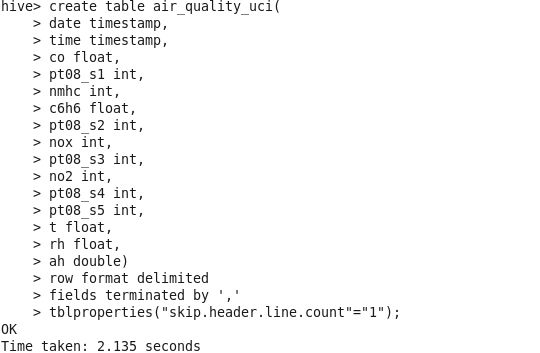 hive> create table air_quality_uci(
    > date timestamp,
    > time timestamp,
    > co float,
    > pt08_s1 int,
    > nmhc int,
    > c6h6 float,
    > pt08_s2 int,
    > nox int,
    > pt08_s3 int,
    > no2 int,
    > pt08_s4 int,
    > pt08_s5 int,
    > t float,
    > rh float,
    > ah double)
    > row format delimited
    > fields terminated by ','
    > tblproperties("skip.header.line.count"="1");
OK
Time taken: 2.135 seconds